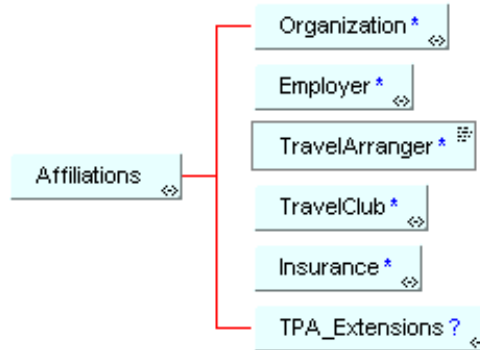 Organization *
Employer *
TravelArranger *
Affiliations
TravelClub *
Insurance *
TPA_Extensions ?